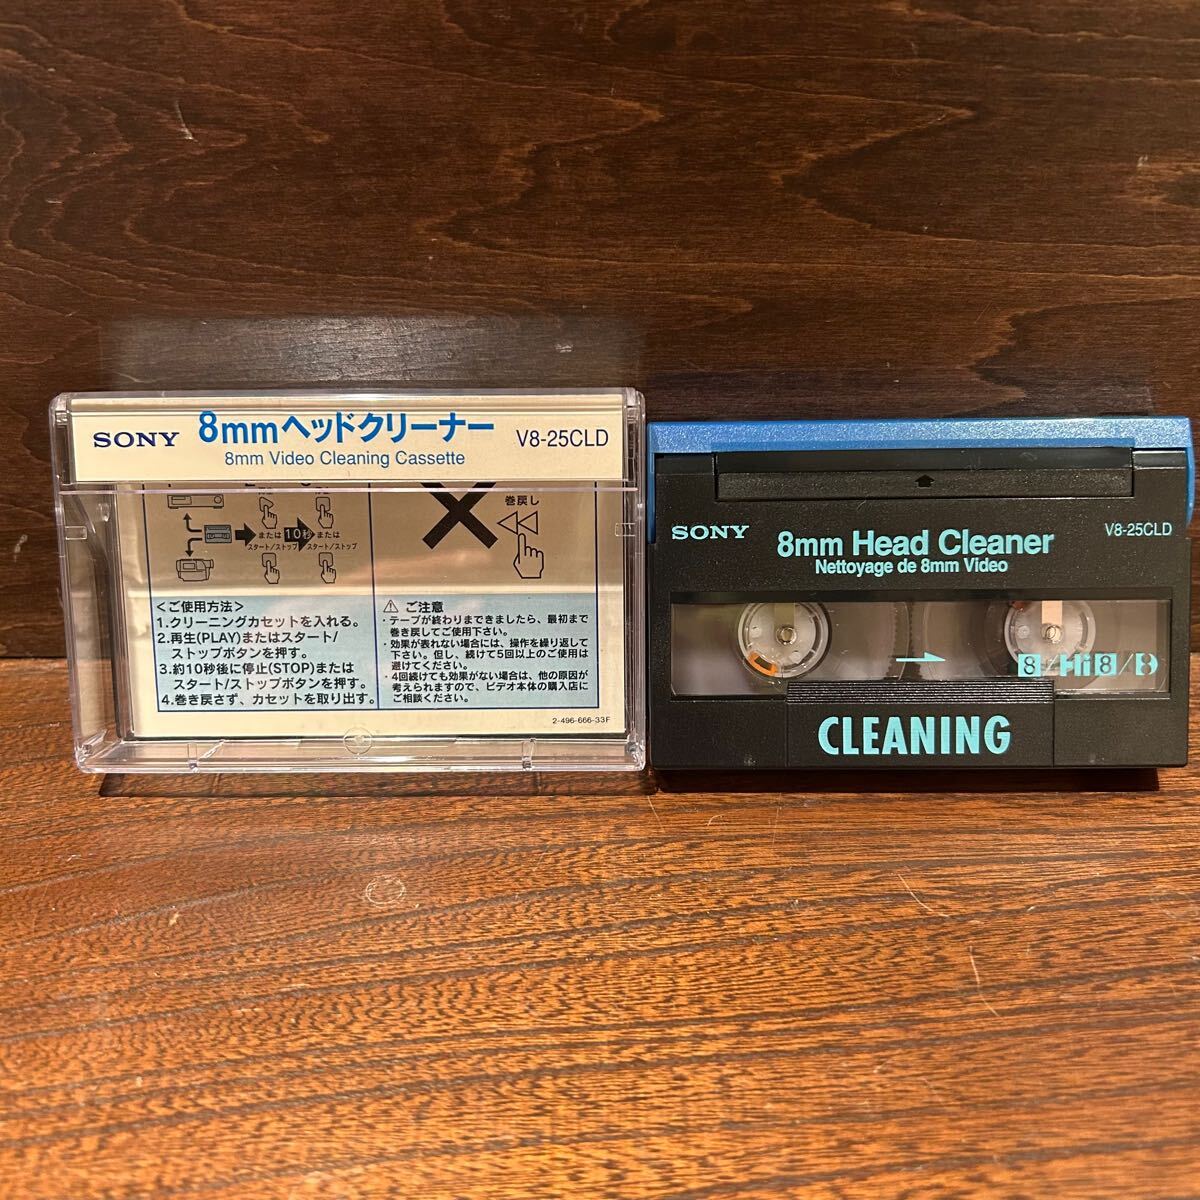 SONY 8mmヘッドクリーナー V8-25CLD
8mm Video Cleaning Cassette
または 10秒 または
スタート/ストップ スタート/ストップ
巻戻し
<ご使用方法>
1.クリーニングカセットを入れる。
2.再生(PLAY)またはスタート/
ストップボタンを押す。
3.約10秒後に停止(STOP)または
スタート/ストップボタンを押す。
4.巻き戻さず、カセットを取り出す。
⚠ ご注意
・テープが終わりまできましたら、最初まで
巻き戻してご使用下さい。
・効果が表れない場合には、操作を繰り返して
下さい。但し、続けて5回以上のご使用は
避けてください。
・4回続けても効果がない場合は、他の原因が
考えられますので、ビデオ本体の購入店に
ご相談ください。
2-496-666-33F
SONY 8mm Head Cleaner V8-25CLD
Nettoyage de 8mm Video
8/Hi8/
CLEANING